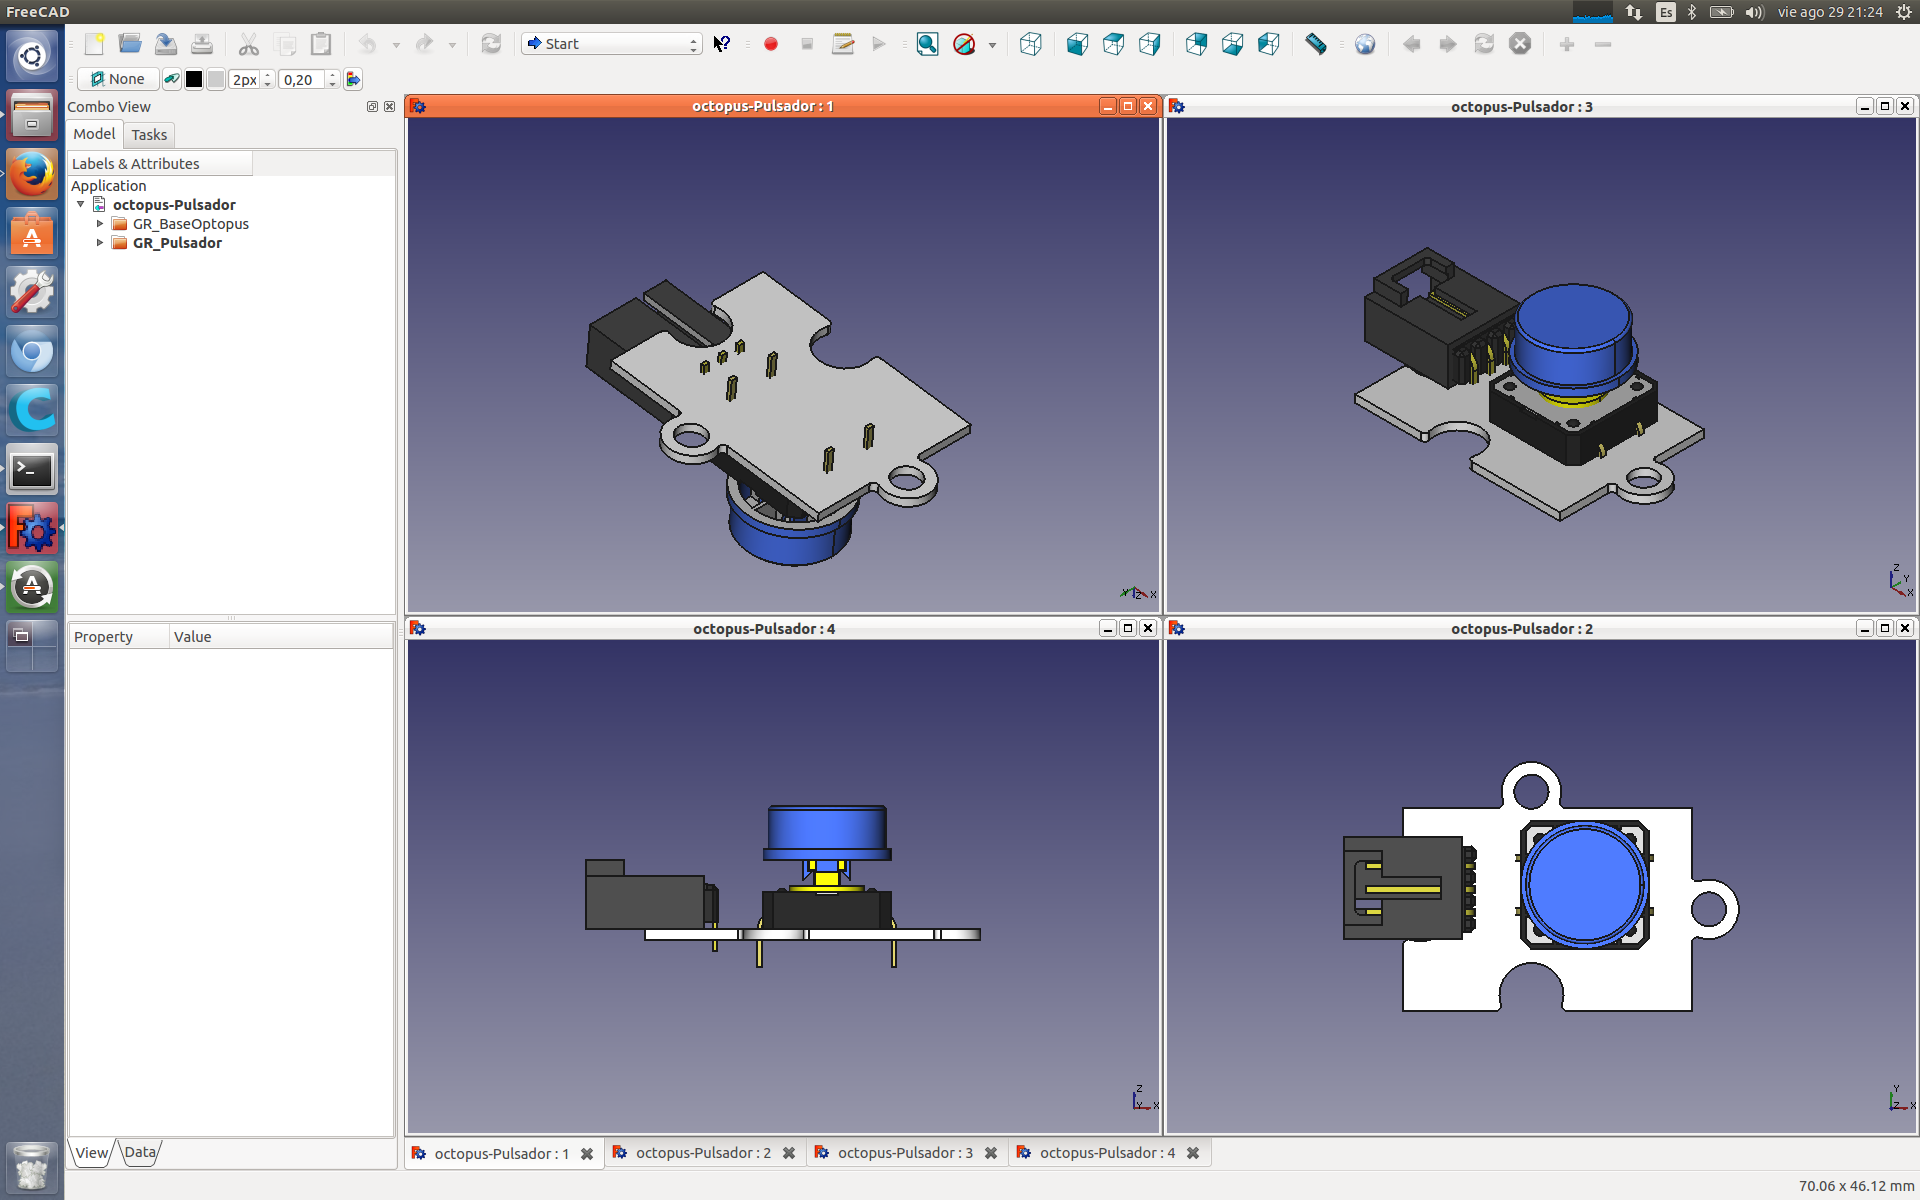 FreeCAD
Es
vie ago 29 21:24
Start
None
2px
0,20
Combo View
Model
Tasks
Labels & Attributes
Application
octopus-Pulsador
GR_BaseOptopus
GR_Pulsador
Property
Value
View
Data
octopus-Pulsador : 1
Y
Z
X
octopus-Pulsador : 3
Z
Y
X
octopus-Pulsador : 4
Z
Y
X
octopus-Pulsador : 2
Y
Z
X
octopus-Pulsador : 1
octopus-Pulsador : 2
octopus-Pulsador : 3
octopus-Pulsador : 4
70.06 x 46.12 mm